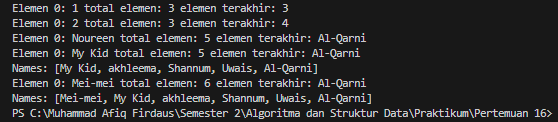 Elemen 0: 1 total elemen: 3 elemen terakhir: 3
Elemen 0: 2 total elemen: 3 elemen terakhir: 4
Elemen 0: Noureen total elemen: 5 elemen terakhir: Al-Qarni
Elemen 0: My Kid total elemen: 5 elemen terakhir: Al-Qarni
Names: [My Kid, akhleema, Shannum, Uwais, Al-Qarni]
Elemen 0: Mei-mei total elemen: 6 elemen terakhir: Al-Qarni
Names: [Mei-mei, My Kid, akhleema, Shannum, Uwais, Al-Qarni]
PS C:\Muhammad Afiq Firdaus\Semester 2\Algoritma dan Struktur Data\Praktikum\Pertemuan 16>